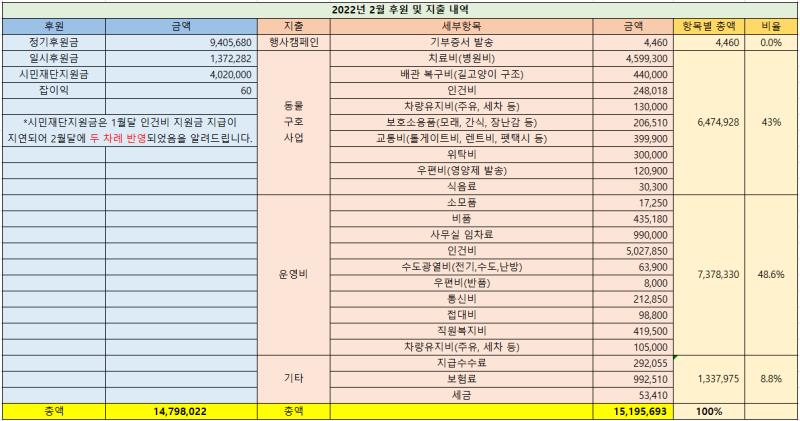 2022년 2월 후원 및 지출 내역
후원 금액 지출 세부항목 금액 항목별 총액 비율
정기후원금 9,405,680 행사캠페인 기부증서 발송 4,460 4,460 0.0%
일시후원금 1,372,282 치료비(병원비) 4,599,300
시민재단지원금 4,020,000 배관 복구비(길고양이 구조) 440,000
잡이익 60 인건비 248,018
동물 차량유지비(주유, 세차 등) 130,000
*시민재단지원금은 1월달 인건비 지원금 지급이 구호 보호소용품(모래, 간식, 장난감 등) 206,510 6,474,928 43%
지연되어 2월달에 두 차례 반영되었음을 알려드립니다. 사업 교통비(톨게이트비, 렌트비, 펫택시 등) 399,900
위탁비 300,000
우편비(영양제 발송) 120,900
식음료 30,300
소모품 17,250
비품 435,180
사무실 임차료 990,000
인건비 5,027,850
운영비 수도광열비(전기,수도,난방) 63,900 7,378,330 48.6%
우편비(반품) 8,000
통신비 212,850
접대비 98,800
직원복지비 419,500
차량유지비(주유, 세차 등) 105,000
지급수수료 292,055
기타 보험료 992,510 1,337,975 8.8%
세금 53,410
총액 14,798,022 총액 15,195,693 100%